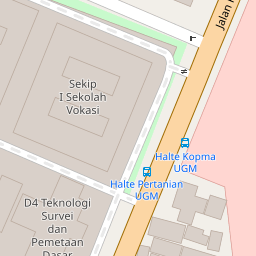 Jalan
Sekip
I Sekolah
Vokasi
Halte Kopma
UGM
Halte Pertanian
UGM
D4 Teknologi
Survei
dan
Pemetaan
Dasar